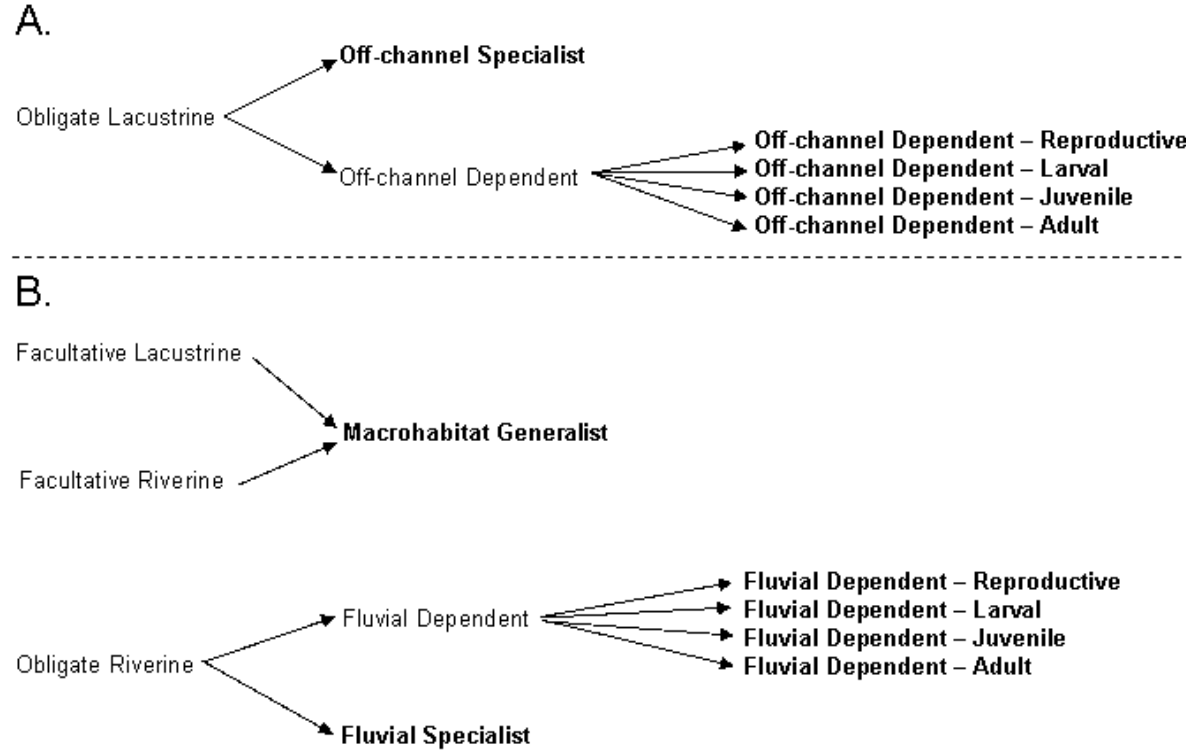 A.
Off-channel Specialist
Obligate Lacustrine
Off-channel Dependent
Off-channel Dependent – Reproductive
Off-channel Dependent – Larval
Off-channel Dependent – Juvenile
Off-channel Dependent – Adult
B.
Facultative Lacustrine
Macrohabitat Generalist
Facultative Riverine
Fluvial Dependent
Fluvial Dependent – Reproductive
Fluvial Dependent – Larval
Fluvial Dependent – Juvenile
Fluvial Dependent – Adult
Obligate Riverine
Fluvial Specialist